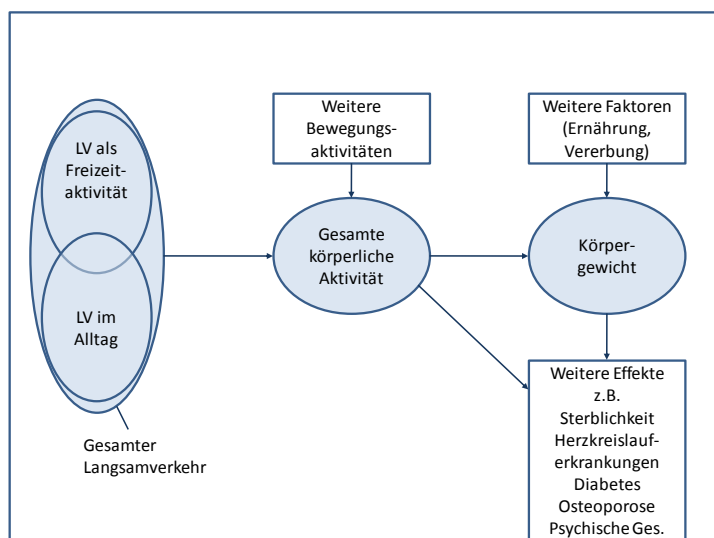 LV als
Freizeit-
aktivität
LV im
Alltag
Gesamter
Langsamverkehr
Weitere
Bewegungs-
aktivitäten
Gesamte
körperliche
Aktivität
Weitere Faktoren
(Ernährung,
Vererbung)
Körper-
gewicht
Weitere Effekte
z.B.
Sterblichkeit
Herzkreislauf-
erkrankungen
Diabetes
Osteoporose
Psychische Ges.